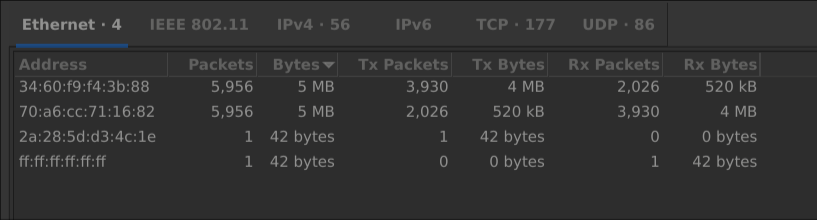 Ethernet · 4 IEEE 802.11 IPv4 · 56 IPv6 TCP · 177 UDP · 86
Address Packets Bytes Tx Packets Tx Bytes Rx Packets Rx Bytes
34:60:f9:f4:3b:88 5,956 5 MB 3,930 4 MB 2,026 520 kB
70:a6:cc:71:16:82 5,956 5 MB 2,026 520 kB 3,930 4 MB
2a:28:5d:d3:4c:1e 1 42 bytes 1 42 bytes 0 0 bytes
ff:ff:ff:ff:ff:ff 1 42 bytes 0 0 bytes 1 42 bytes